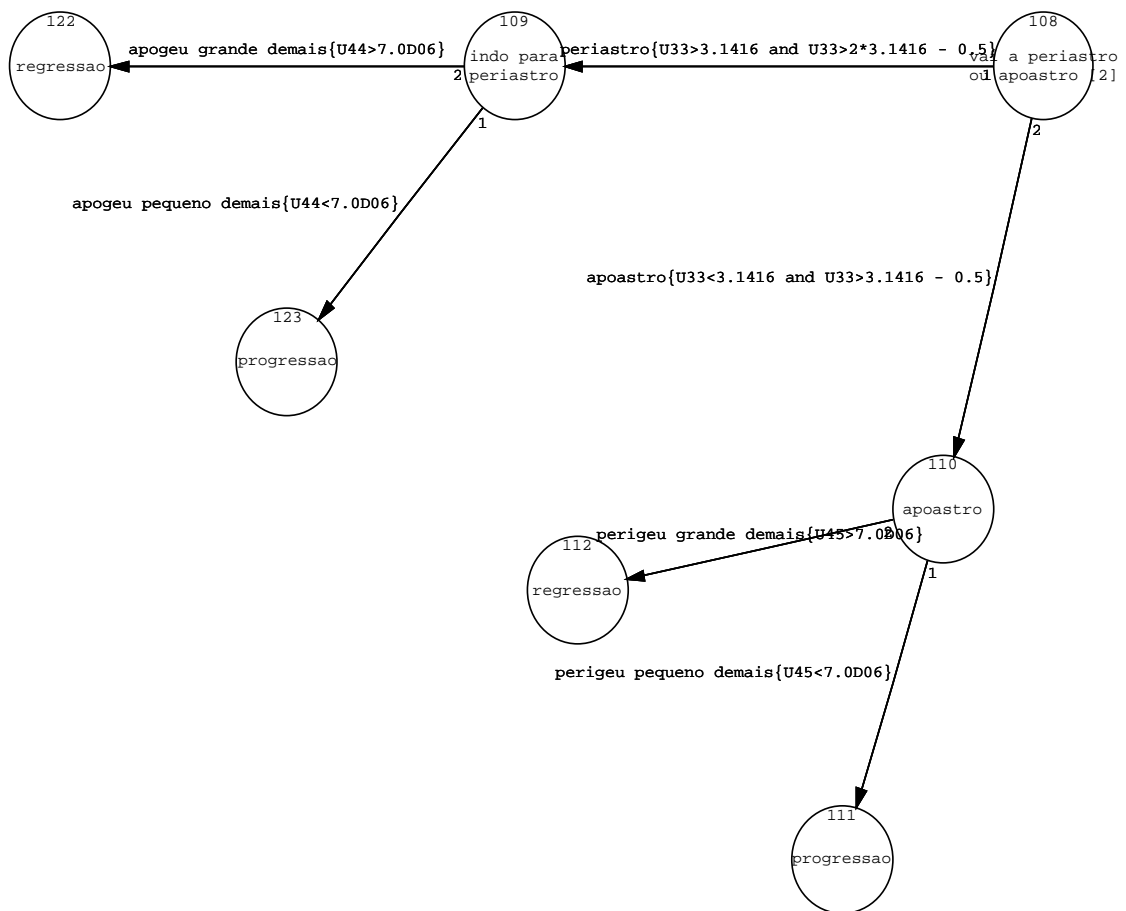 122
109
108
apogeu grande demais{U44>7.0D06}
periastro{U33>3.1416 and U33>2*3.1416 - 0.5}
regressao
2
indo para
periastro
1
vai a periastro
ou apoastro [2]
1
2
apogeu pequeno demais{U44<7.0D06}
apoastro{U33<3.1416 and U33>3.1416 - 0.5}
123
progressao
110
apoastro
perigeu grande demais{U45>7.0D06}
2
112
regressao
1
perigeu pequeno demais{U45<7.0D06}
111
progressao